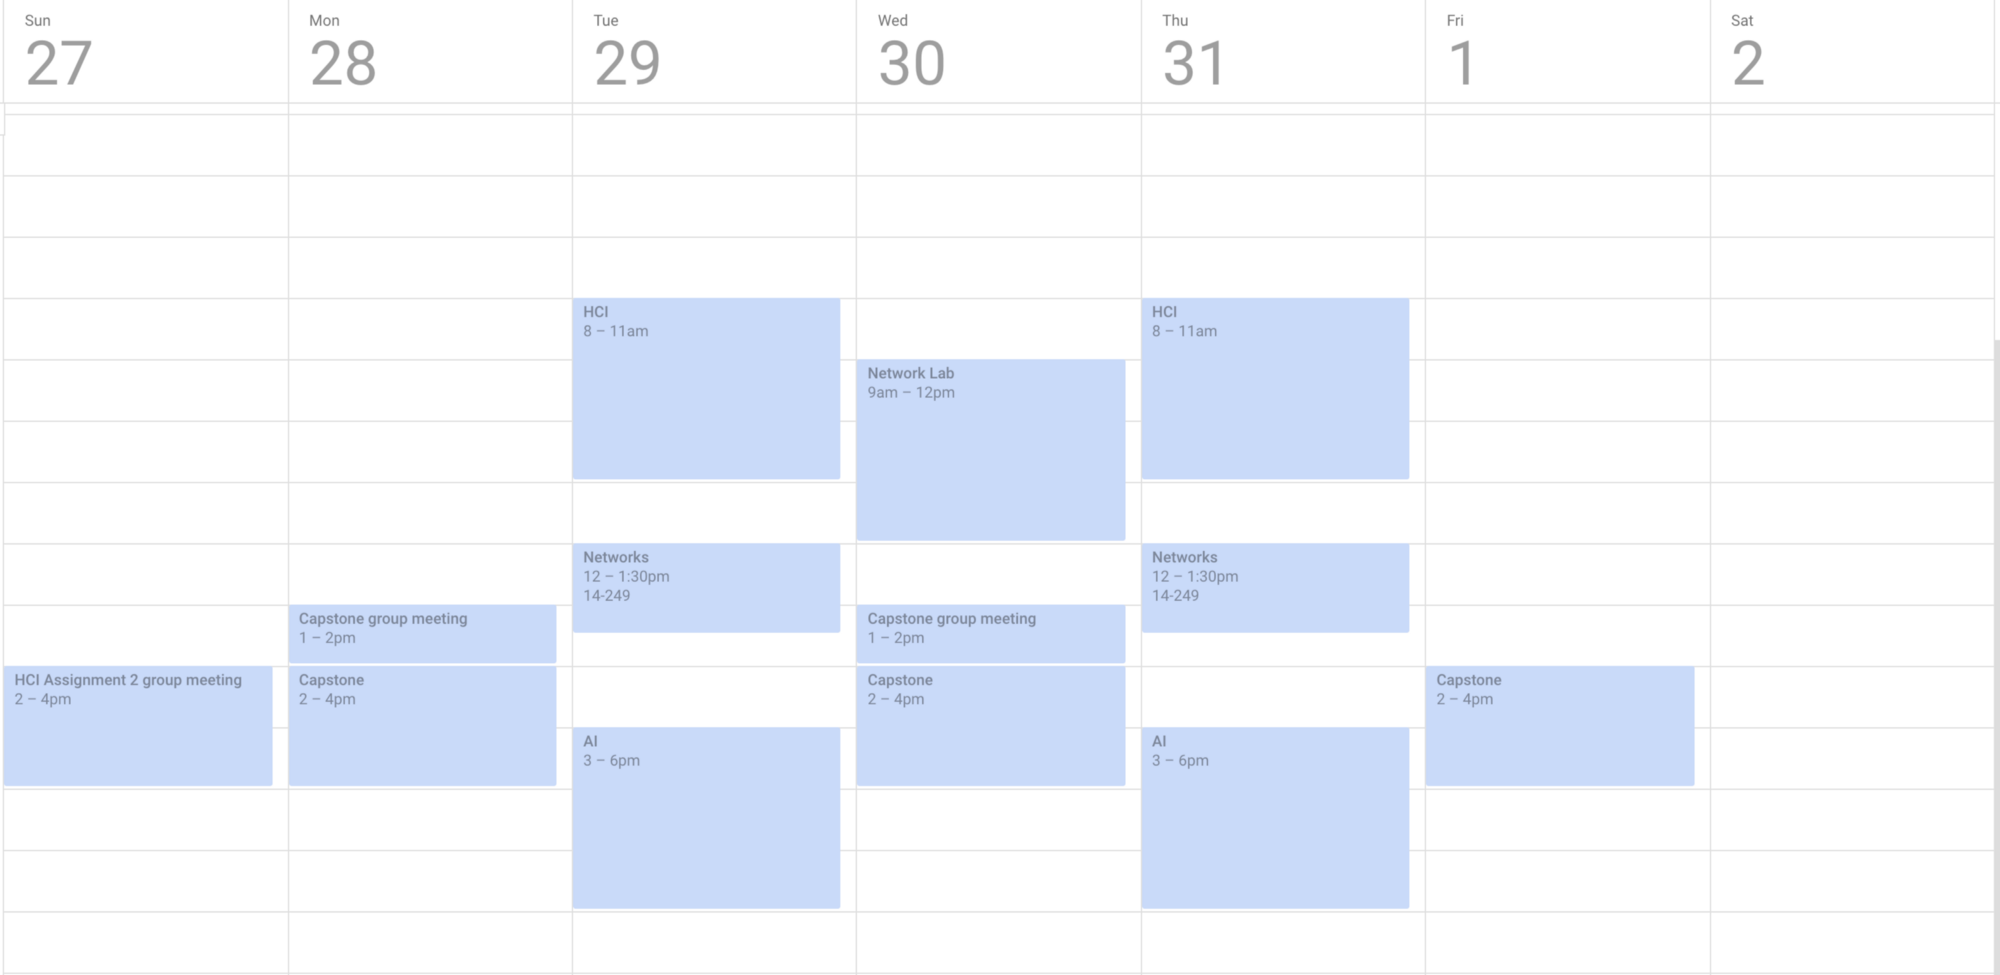 Sun
27
Mon
28
Tue
29
Wed
30
Thu
31
Fri
1
Sat
2
HCI Assignment 2 group meeting
2 – 4pm
Capstone group meeting
1 – 2pm
Capstone
2 – 4pm
HCI
8 – 11am
Networks
12 – 1:30pm
14-249
AI
3 – 6pm
Network Lab
9am – 12pm
Capstone group meeting
1 – 2pm
Capstone
2 – 4pm
HCI
8 – 11am
Networks
12 – 1:30pm
14-249
AI
3 – 6pm
Capstone
2 – 4pm